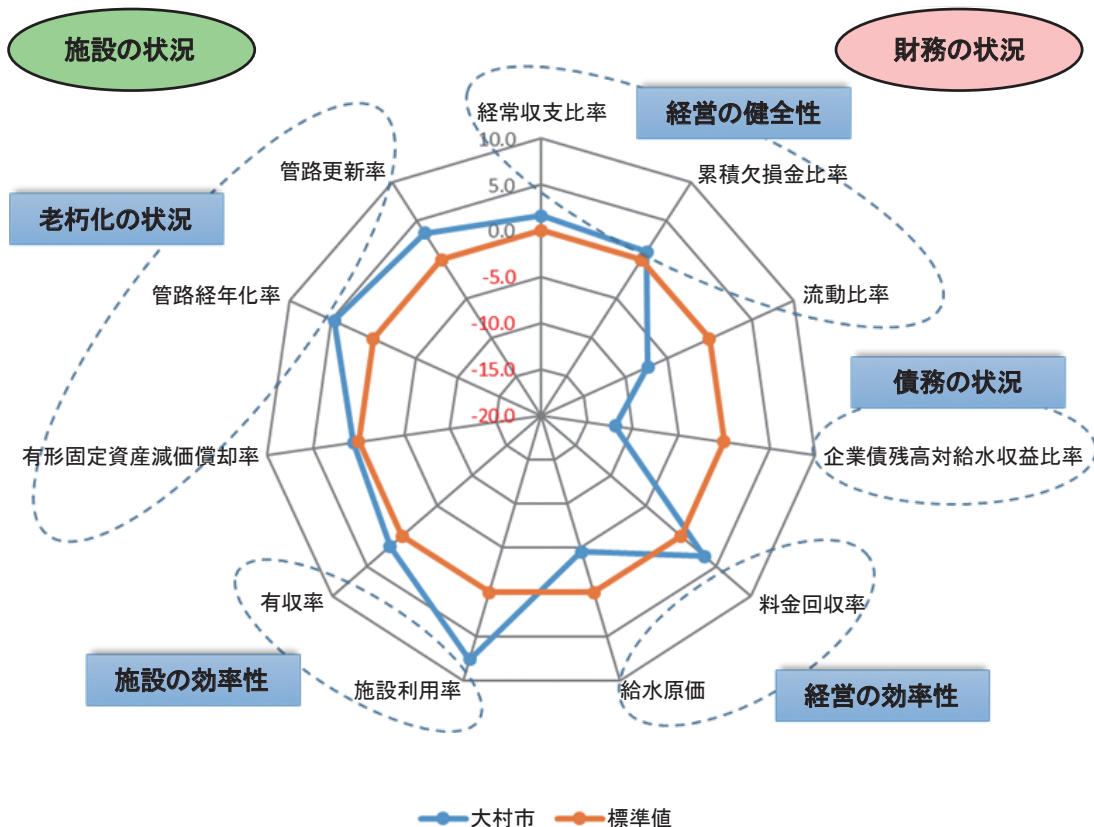 施設の状況
財務の状況
経常収支比率
経営の健全性
10.0
管路更新率
累積欠損金比率
5.0
老朽化の状況
0.0
-5.0
管路経年化率
流動比率
-10.0
-15.0
債務の状況
-20.0
有形固定資産減価償却率
企業債残高対給水収益比率
有収率
料金回収率
施設の効率性
施設利用率
給水原価
経営の効率性
大村市
標準値